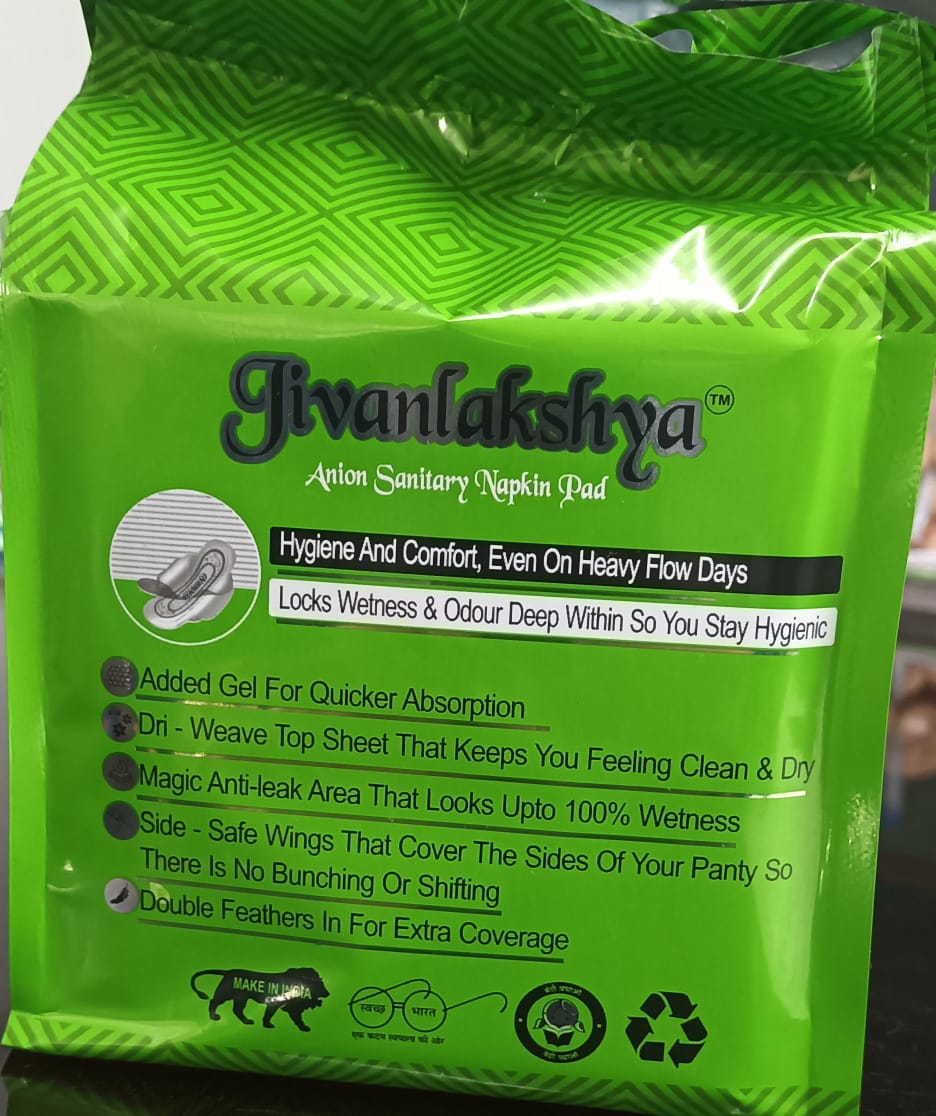 Jivanlakshya TM
Anion Sanitary Napkin Pad
Hygiene And Comfort, Even On Heavy Flow Days
Locks Wetness & Odour Deep Within So You Stay Hygienic
Added Gel For Quicker Absorption
Dri - Weave Top Sheet That Keeps You Feeling Clean & Dry
Magic Anti-leak Area That Looks Upto 100% Wetness
Side - Safe Wings That Cover The Sides Of Your Panty So
There Is No Bunching Or Shifting
Double Feathers In For Extra Coverage
MAKE IN INDIA
स्वच्छ भारत
एक कदम स्वच्छता की ओर
बेटी बचाओ
बेटी पढाओ